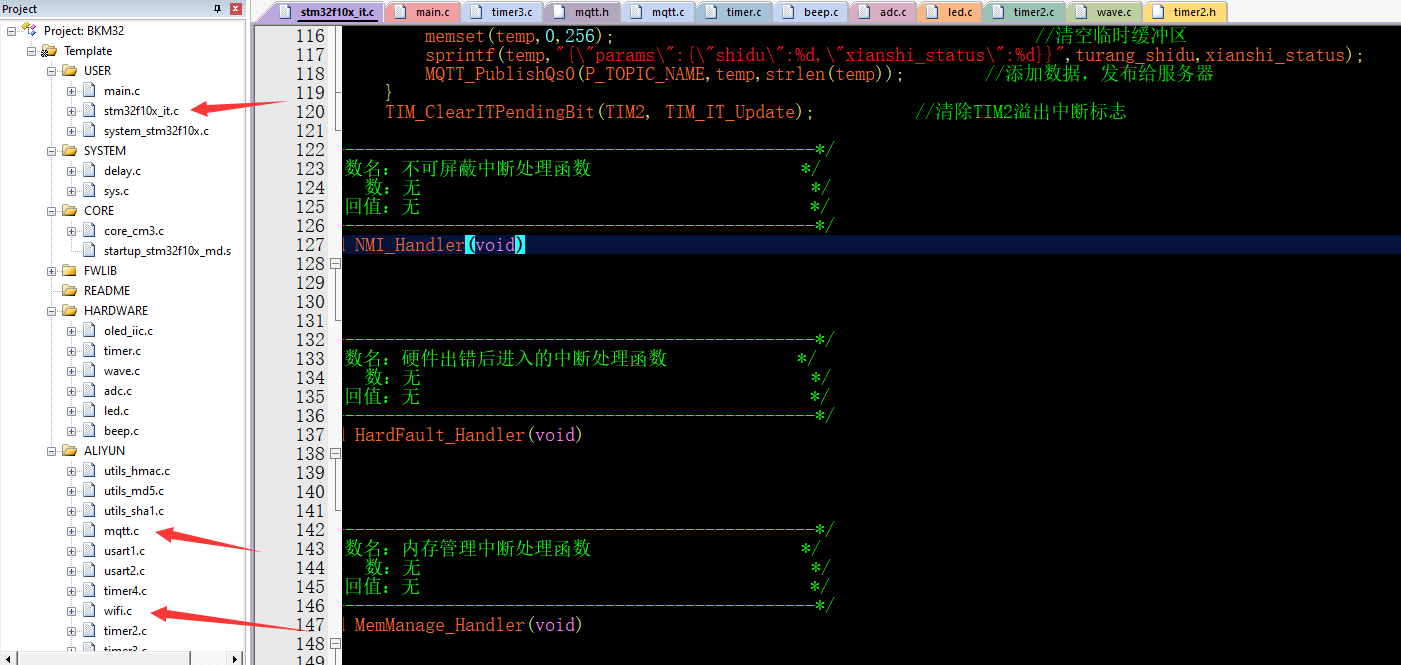 Project
Project: BKM32
Template
USER
main.c
stm32f10x_it.c
system_stm32f10x.c
SYSTEM
delay.c
sys.c
CORE
core_cm3.c
startup_stm32f10x_md.s
FWLIB
README
HARDWARE
oled_iic.c
timer.c
wave.c
adc.c
led.c
beep.c
ALIYUN
utils_hmac.c
utils_md5.c
utils_sha1.c
mqtt.c
usart1.c
usart2.c
timer4.c
wifi.c
timer2.c
timer3.c
stm32f10x_it.c main.c timer3.c mqtt.h mqtt.c timer.c beep.c adc.c led.c timer2.c wave.c timer2.h
116 memset(temp,0,256); //清空临时缓冲区
117 sprintf(temp,"{\"params\":{\"shidu\":%d,\"xianshi_status\":%d}}",turang_shidu,xianshi_status);
118 MQTT_PublishQs0(P_TOPIC_NAME,temp,strlen(temp)); //添加数据，发布给服务器
119 }
120 TIM_ClearITPendingBit(TIM2, TIM_IT_Update); //清除TIM2溢出中断标志
121
122 -----------------------------------------------*/
123 数名：不可屏蔽中断处理函数 */
124 数：无 */
125 回值：无 */
126 -----------------------------------------------*/
127 NMI_Handler(void)
128
129
130
131
132 -----------------------------------------------*/
133 数名：硬件出错后进入的中断处理函数 */
134 数：无 */
135 回值：无 */
136 -----------------------------------------------*/
137 HardFault_Handler(void)
138
139
140
141
142 -----------------------------------------------*/
143 数名：内存管理中断处理函数 */
144 数：无 */
145 回值：无 */
146 -----------------------------------------------*/
147 MemManage_Handler(void)
148
149